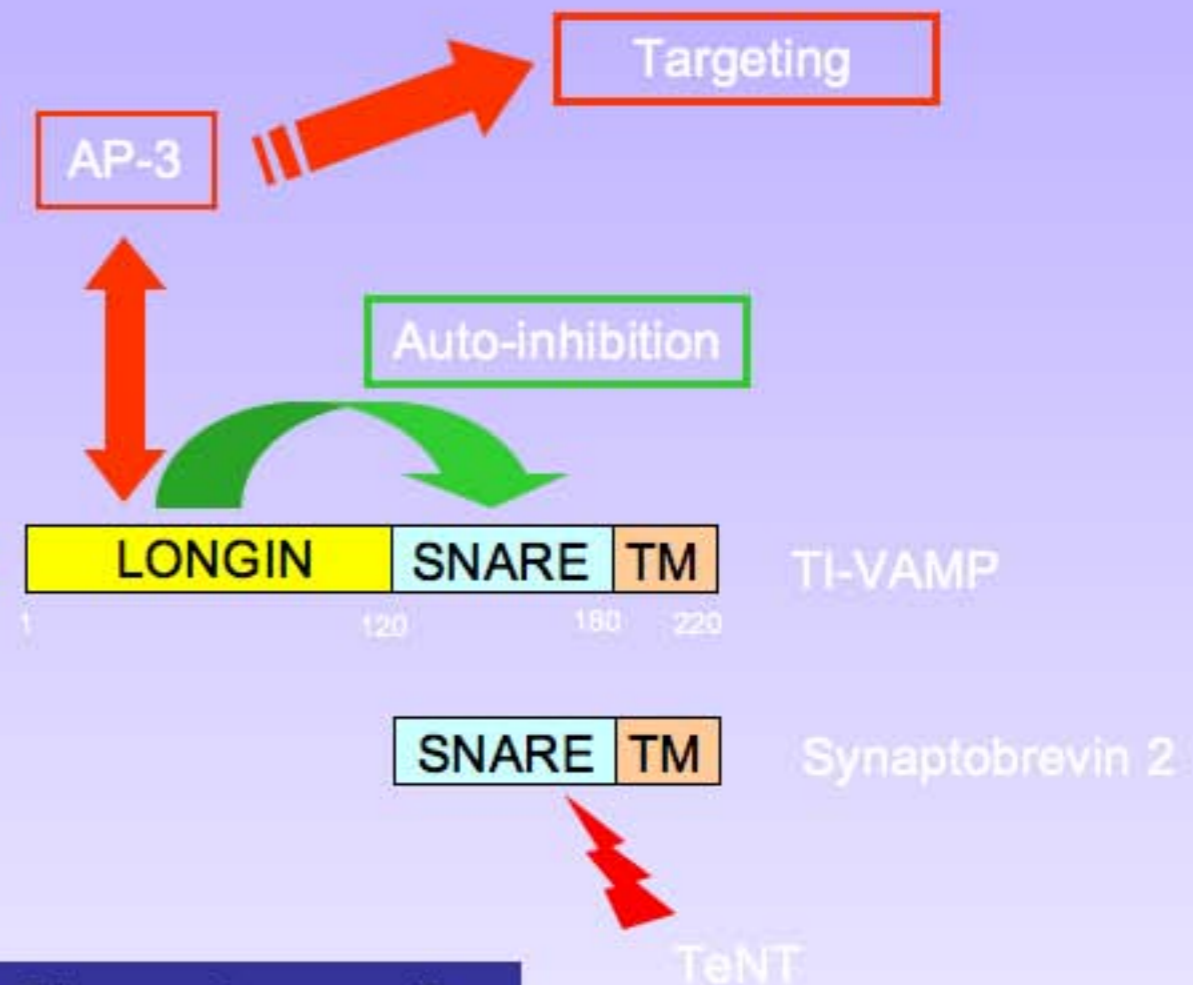 Targeting
AP-3
Auto-inhibition
LONGIN SNARE TM TI-VAMP
1 120 180 220
SNARE TM Synaptobrevin 2
TeNT